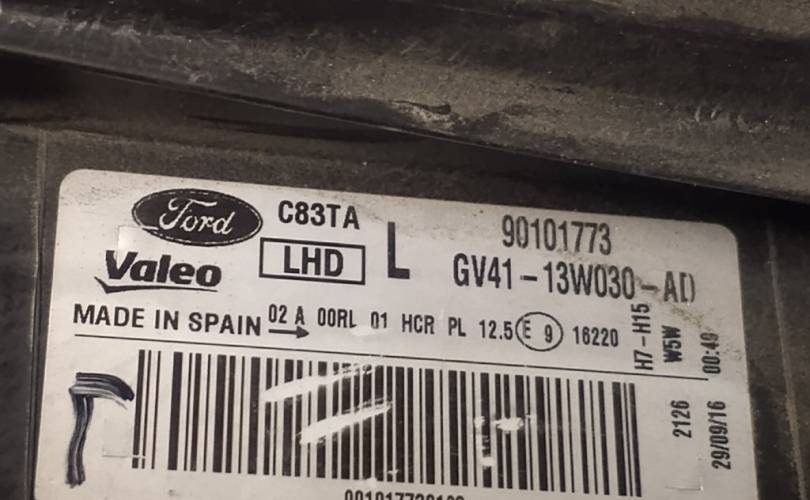 Ford C83TA L 90101773
Valeo LHD GV41-13W030-AD
MADE IN SPAIN 02 A 00RL 01 HCR PL 12.5 E 9 16220
H7-H15
W5W
00:49
2126
29/09/16